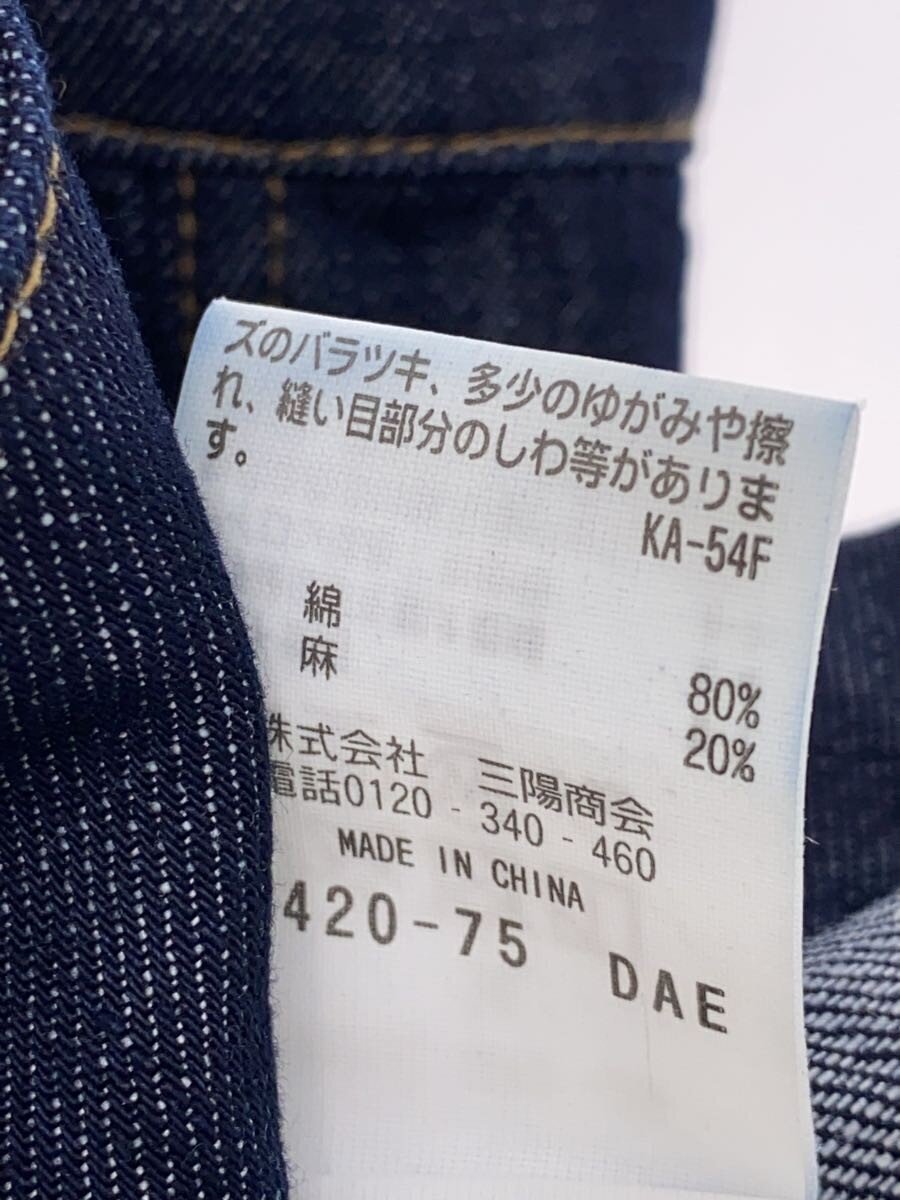 ズのバラツキ、多少のゆがみや擦
れ、縫い目部分のしわ等がありま
す。
KA-54F
綿 80%
麻 20%
株式会社 三陽商会
電話0120-340-460
MADE IN CHINA
420-75 DAE